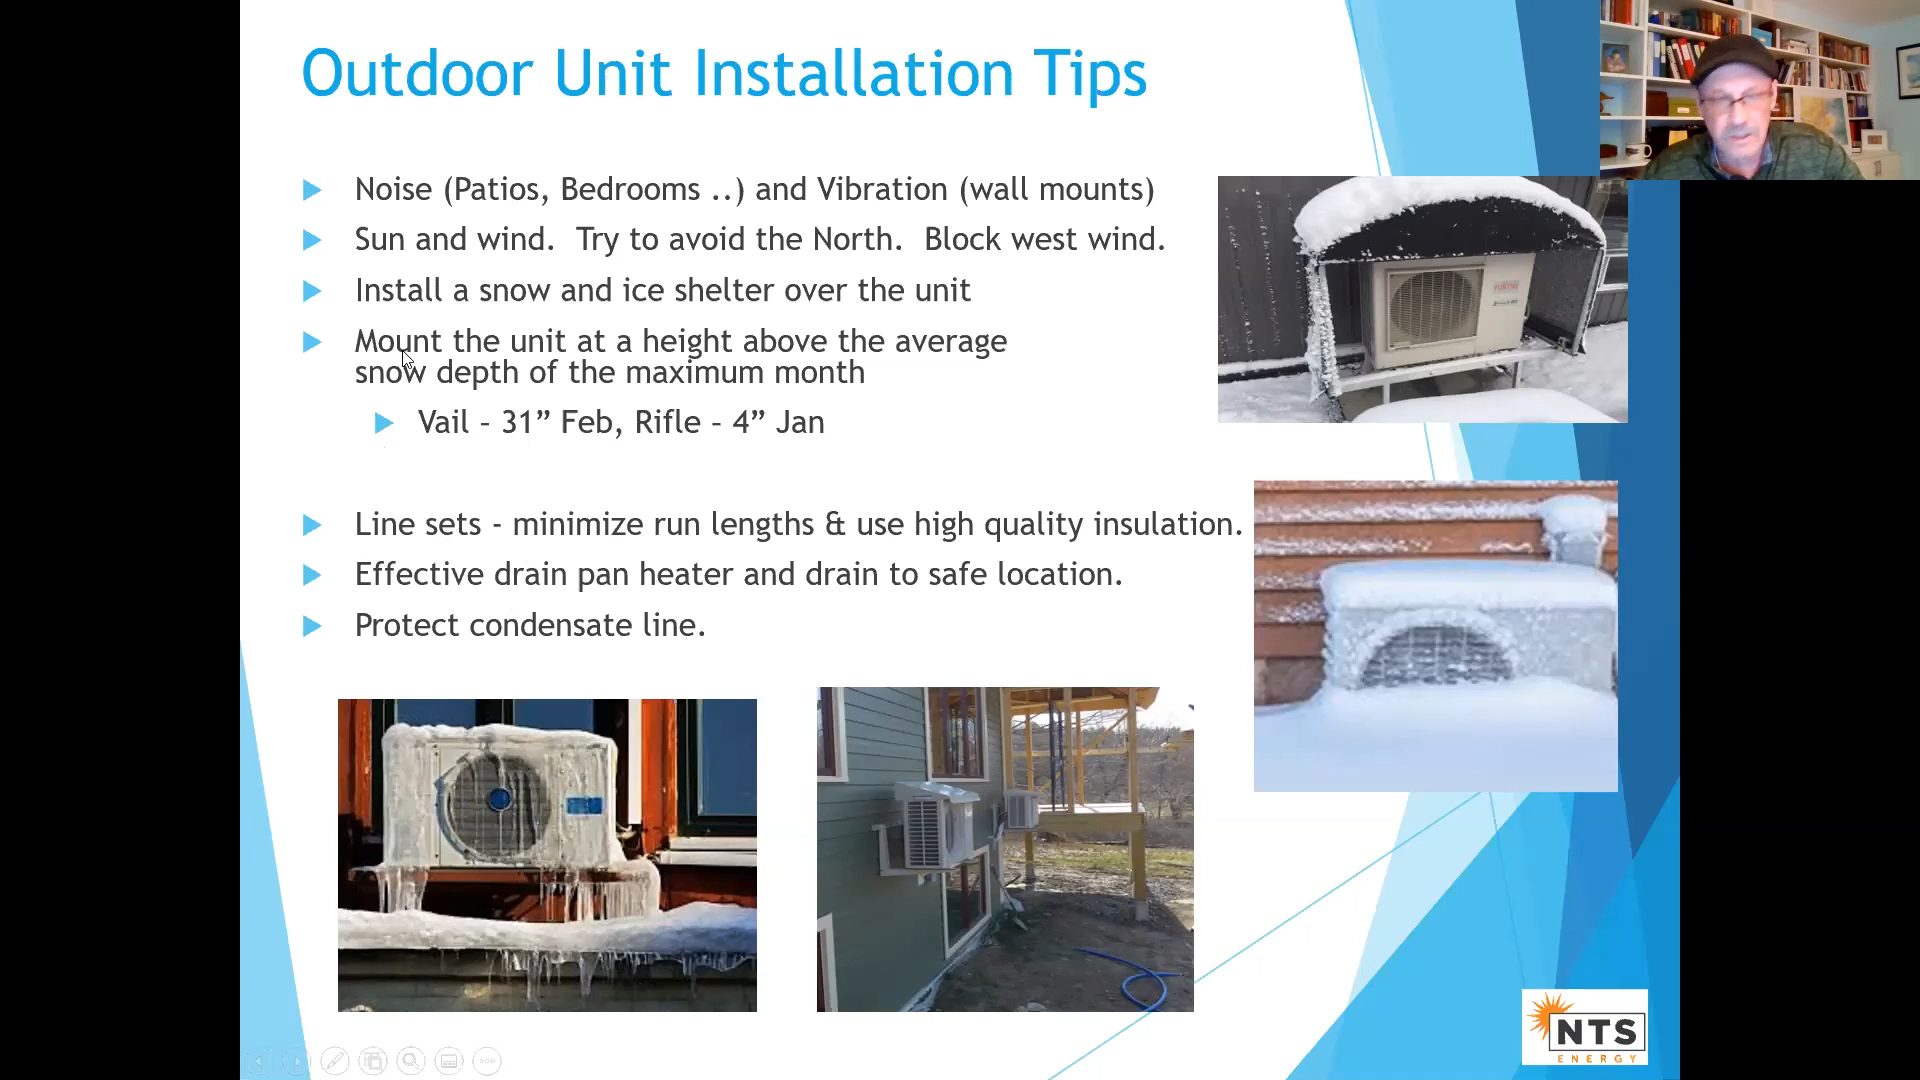 Outdoor Unit Installation Tips
Noise (Patios, Bedrooms ..) and Vibration (wall mounts)
Sun and wind.  Try to avoid the North.  Block west wind.
Install a snow and ice shelter over the unit
Mount the unit at a height above the average
snow depth of the maximum month
Vail – 31” Feb, Rifle – 4” Jan
Line sets - minimize run lengths & use high quality insulation.
Effective drain pan heater and drain to safe location.
Protect condensate line.
NTS
ENERGY